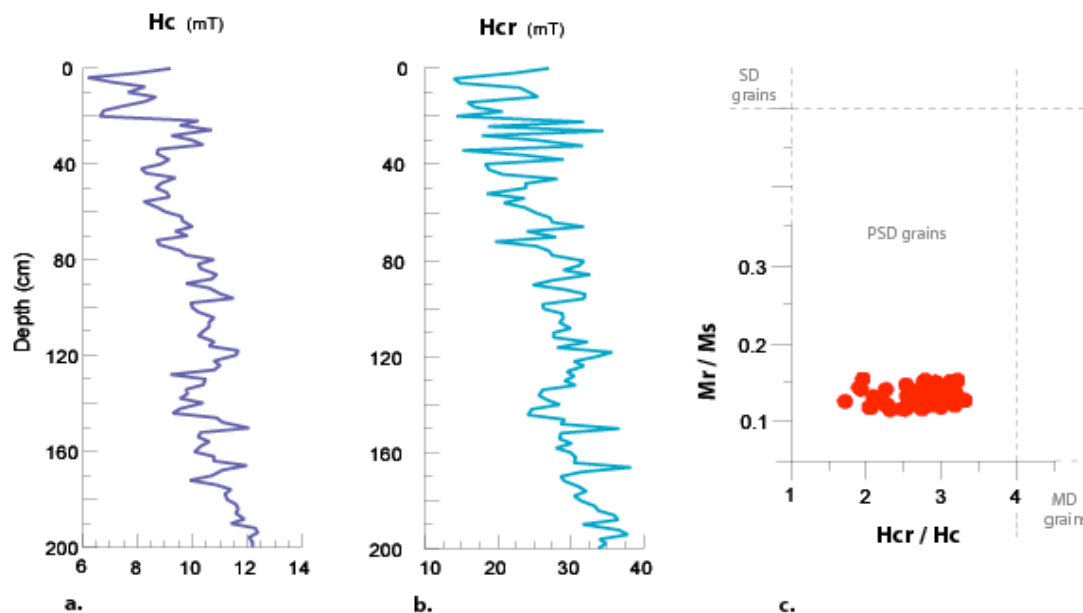 Hc (mT)
Hcr (mT)
0
40
80
120
160
200
Depth (cm)
6 8 10 12 14
a.
0
40
80
120
160
200
10 20 30 40
b.
SD
grains
PSD grains
0.3
0.2
0.1
Mr / Ms
1 2 3 4
MD
grains
Hcr / Hc
c.